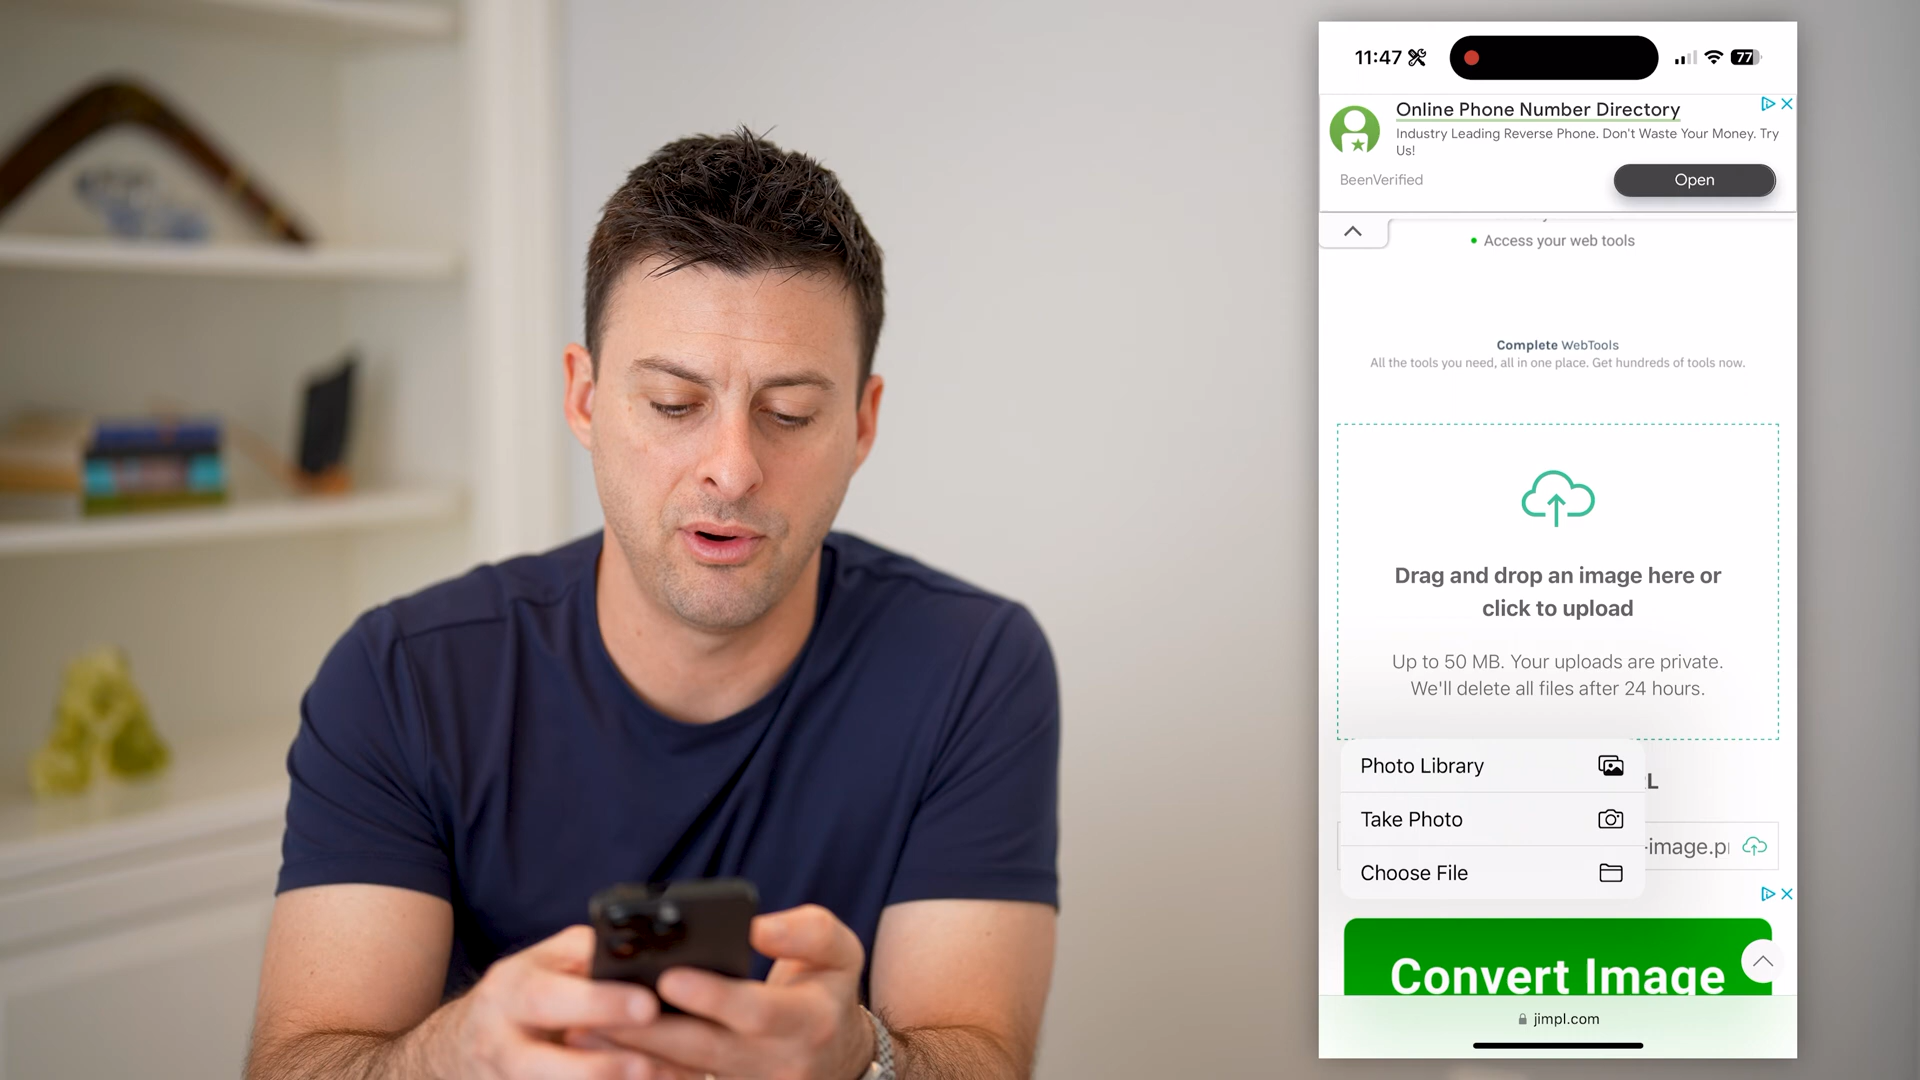 11:47
77
Online Phone Number Directory
Industry Leading Reverse Phone. Don't Waste Your Money. Try
Us!
BeenVerified
Open
Access your web tools
Complete WebTools
All the tools you need, all in one place. Get hundreds of tools now.
Drag and drop an image here or
click to upload
Up to 50 MB. Your uploads are private.
We'll delete all files after 24 hours.
Photo Library
Take Photo
Choose File
-image.p
Convert Image
jimpl.com